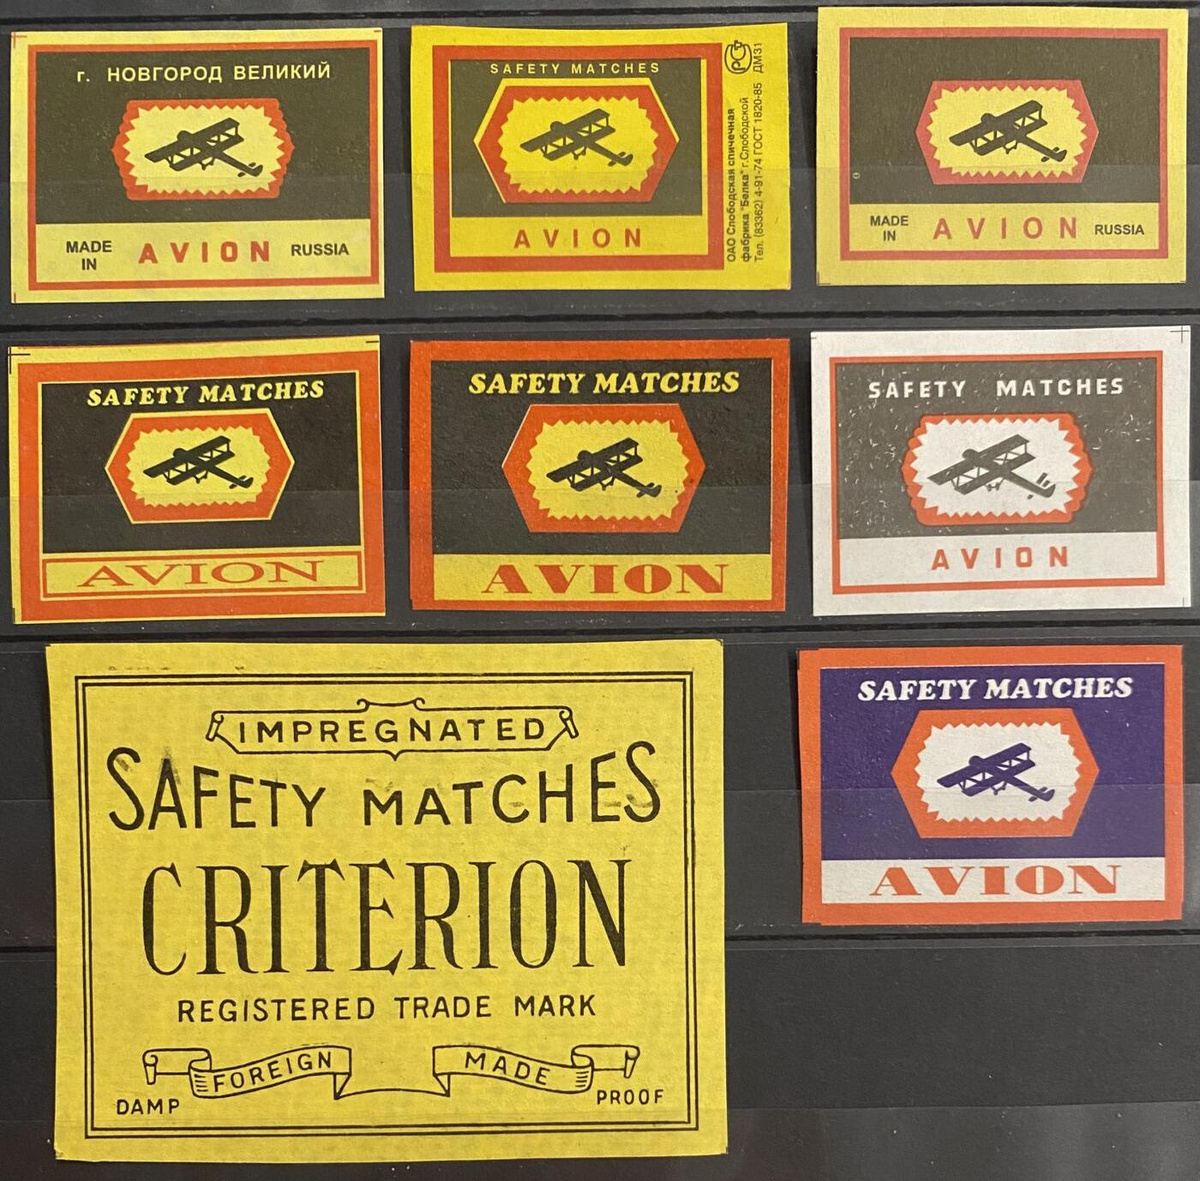 г. НОВГОРОД ВЕЛИКИЙ
MADE IN AVION RUSSIA
SAFETY MATCHES
AVION
ОАО Слободская спичечная
фабрика "Белка" г.Слободской
Тел. (83362) 4-91-74 ГОСТ 1820-85 ДМ31
РСТ
MADE IN AVION RUSSIA
SAFETY MATCHES
AVION
SAFETY MATCHES
AVION
SAFETY MATCHES
AVION
IMPREGNATED
SAFETY MATCHES
CRITERION
REGISTERED TRADE MARK
FOREIGN MADE
DAMP PROOF
SAFETY MATCHES
AVION